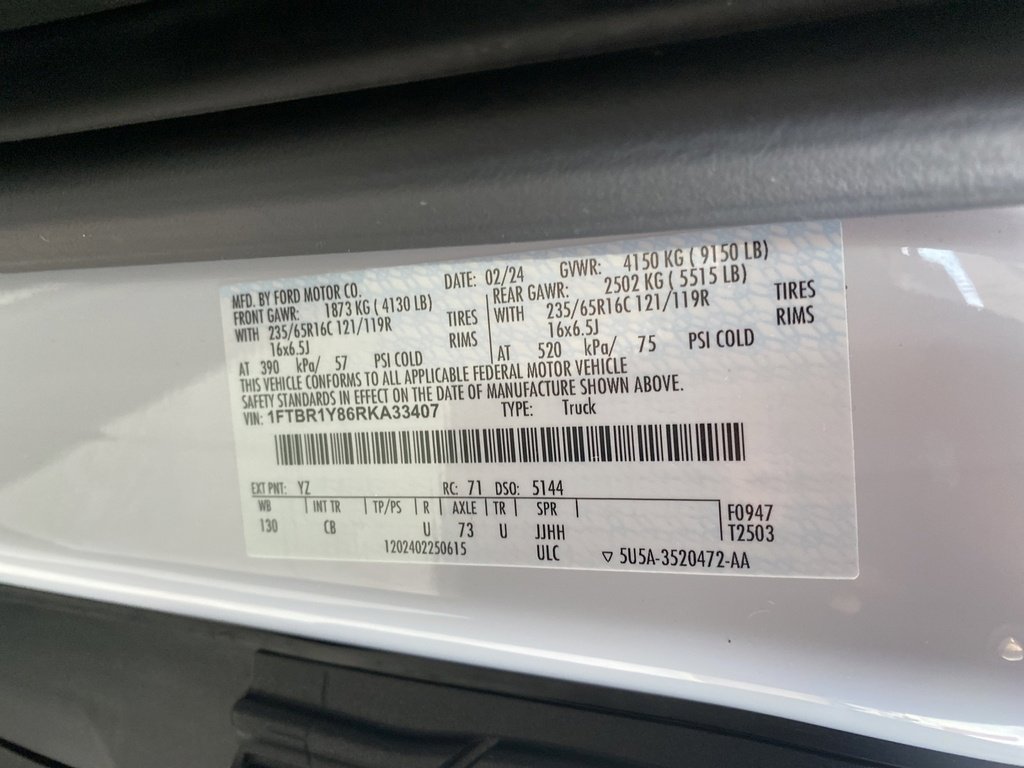 MFD. BY FORD MOTOR CO. DATE: 02/24 GVWR: 4150 KG ( 9150 LB)
FRONT GAWR: 1873 KG ( 4130 LB) REAR GAWR: 2502 KG ( 5515 LB)
WITH 235/65R16C 121/119R TIRES WITH 235/65R16C 121/119R TIRES
16x6.5J RIMS 16x6.5J RIMS
AT 390 kPa/ 57 PSI COLD AT 520 kPa/ 75 PSI COLD
THIS VEHICLE CONFORMS TO ALL APPLICABLE FEDERAL MOTOR VEHICLE
SAFETY STANDARDS IN EFFECT ON THE DATE OF MANUFACTURE SHOWN ABOVE.
VIN: 1FTBR1Y86RKA33407 TYPE: Truck
EXT PNT: YZ RC: 71 DSO: 5144
WB INT TR TP/PS R AXLE TR SPR F0947
130 CB U 73 U JJHH T2503
1202402250615 ULC ▽ 5U5A-3520472-AA